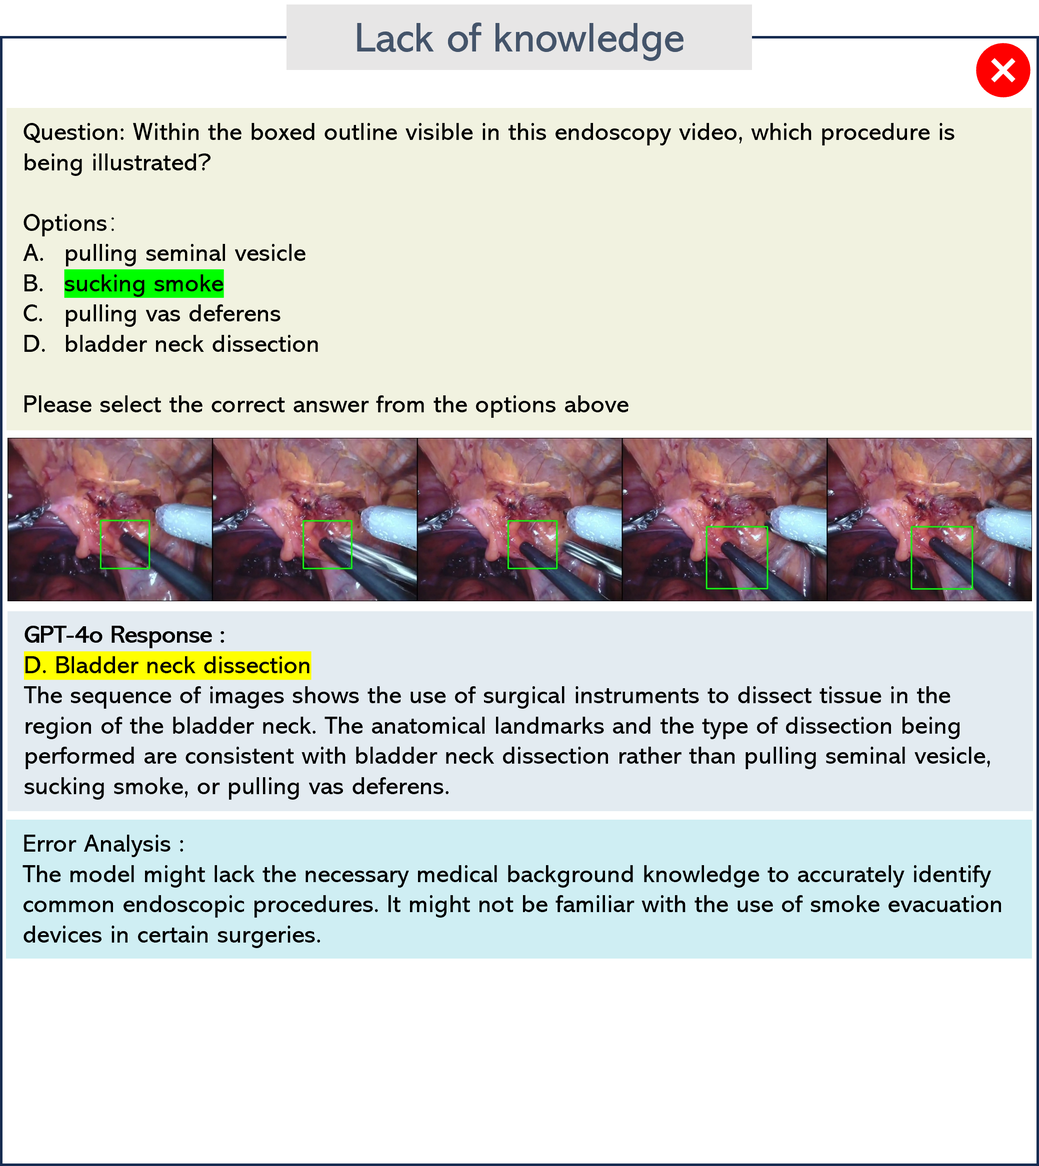 Lack of knowledge
Question: Within the boxed outline visible in this endoscopy video, which procedure is
being illustrated?
Options:
A. pulling seminal vesicle
B. sucking smoke
C. pulling vas deferens
D. bladder neck dissection
Please select the correct answer from the options above
GPT-4o Response :
D. Bladder neck dissection
The sequence of images shows the use of surgical instruments to dissect tissue in the
region of the bladder neck. The anatomical landmarks and the type of dissection being
performed are consistent with bladder neck dissection rather than pulling seminal vesicle,
sucking smoke, or pulling vas deferens.
Error Analysis :
The model might lack the necessary medical background knowledge to accurately identify
common endoscopic procedures. It might not be familiar with the use of smoke evacuation
devices in certain surgeries.